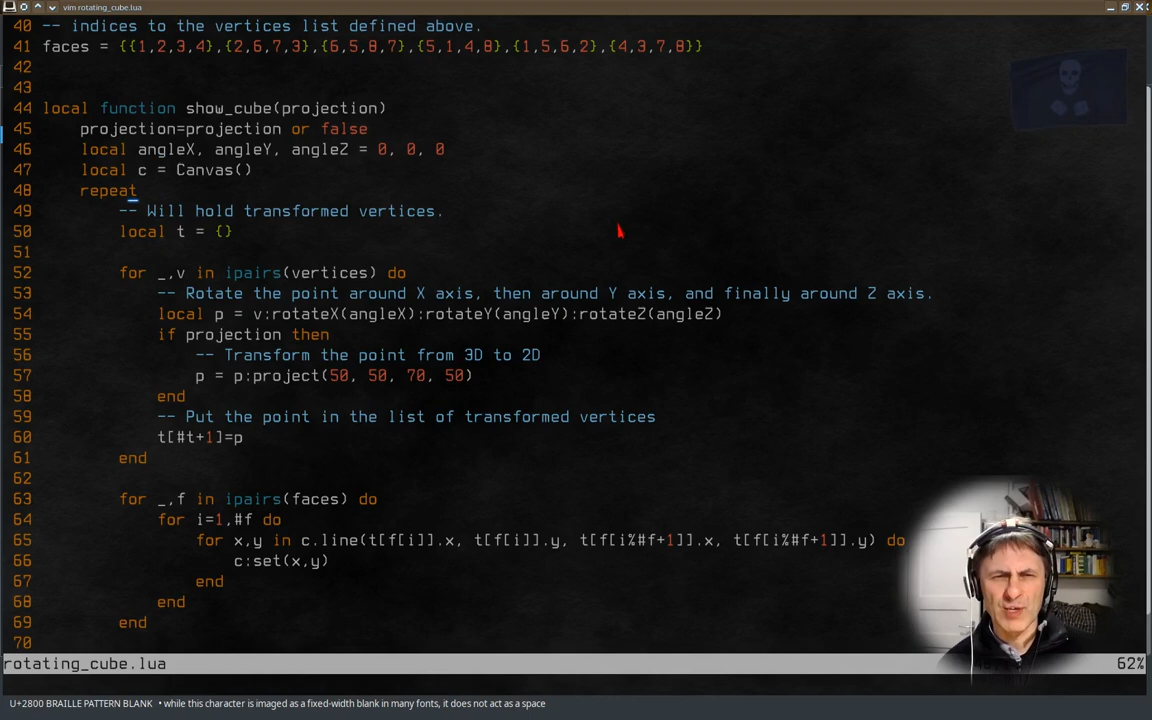 vim rotating_cube.lua
40 -- indices to the vertices list defined above.
41 faces = {{1,2,3,4},{2,6,7,3},{6,5,8,7},{5,1,4,8},{1,5,6,2},{4,3,7,8}}
42
43
44 local function show_cube(projection)
45     projection=projection or false
46     local angleX, angleY, angleZ = 0, 0, 0
47     local c = Canvas()
48     repeat
49         -- Will hold transformed vertices.
50         local t = {}
51
52         for _,v in ipairs(vertices) do
53             -- Rotate the point around X axis, then around Y axis, and finally around Z axis.
54             local p = v:rotateX(angleX):rotateY(angleY):rotateZ(angleZ)
55             if projection then
56                 -- Transform the point from 3D to 2D
57                 p = p:project(50, 50, 70, 50)
58             end
59             -- Put the point in the list of transformed vertices
60             t[#t+1]=p
61         end
62
63         for _,f in ipairs(faces) do
64             for i=1,#f do
65                 for x,y in c.line(t[f[i]].x, t[f[i]].y, t[f[i%#f+1]].x, t[f[i%#f+1]].y) do
66                     c:set(x,y)
67                 end
68             end
69         end
70
rotating_cube.lua 62%
U+2800 BRAILLE PATTERN BLANK • while this character is imaged as a fixed-width blank in many fonts, it does not act as a space